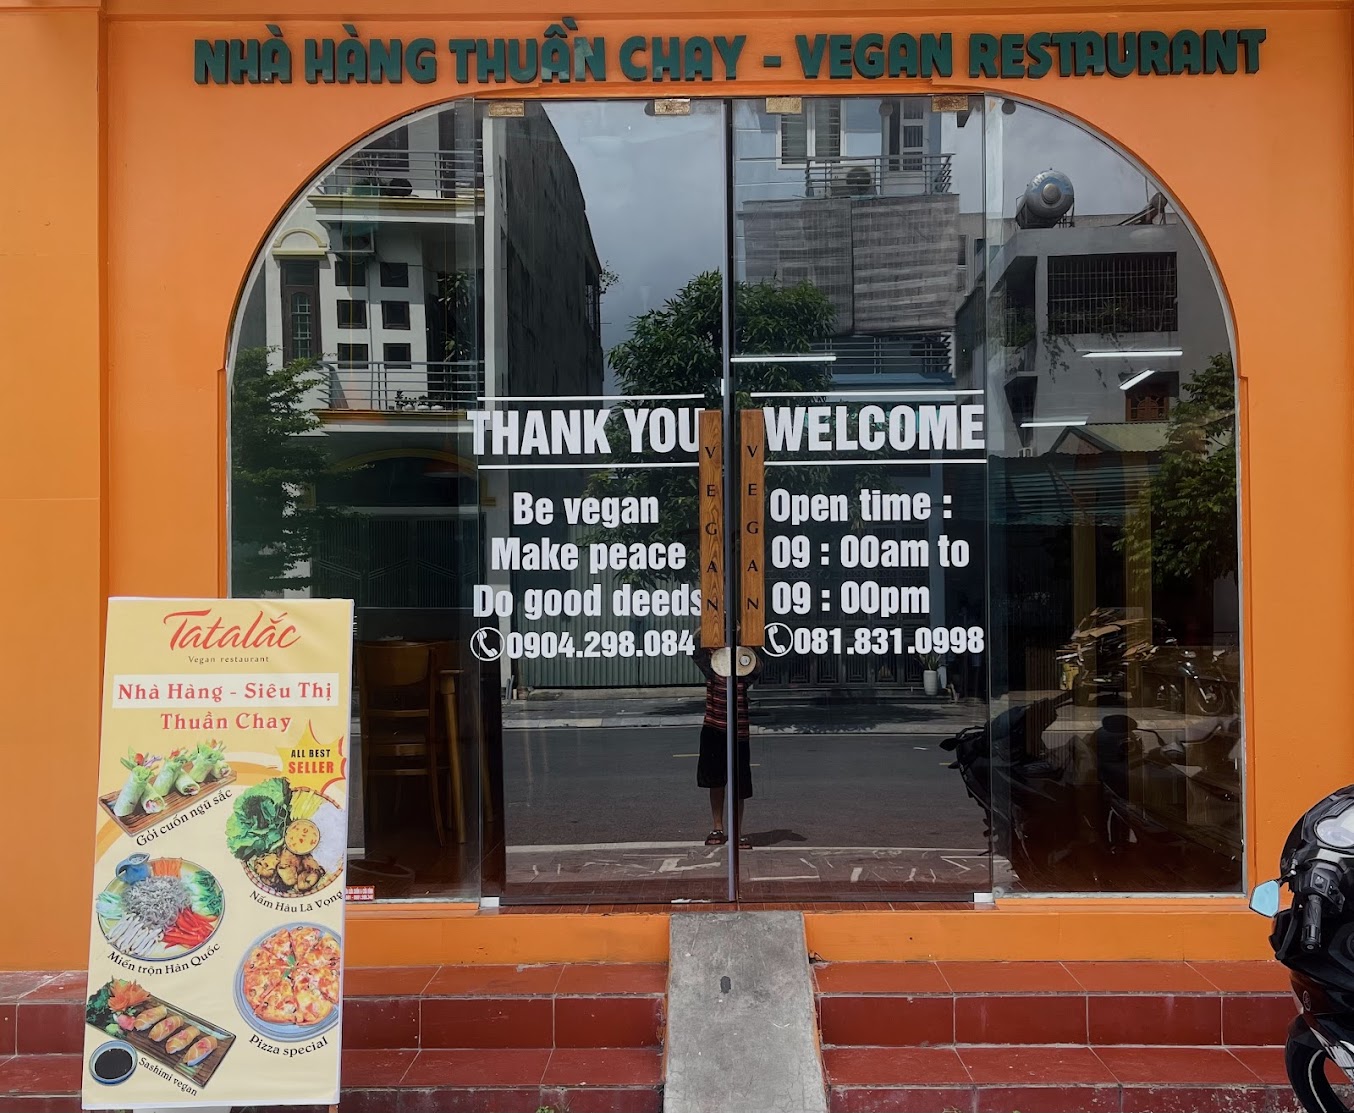 NHÀ HÀNG THUẦN CHAY - VEGAN RESTAURANT
THANK YOU
Be vegan
Make peace
Do good deeds
0904.298.084
VEGAN
VEGAN
WELCOME
Open time :
09 : 00am to
09 : 00pm
081.831.0998
Tatalắc
Vegan restaurant
Nhà Hàng - Siêu Thị
Thuần Chay
ALL BEST
SELLER
Gỏi cuốn ngũ sắc
Nấm Hàu Lã Vọng
Miến trộn Hàn Quốc
Pizza special
Sashimi vegan